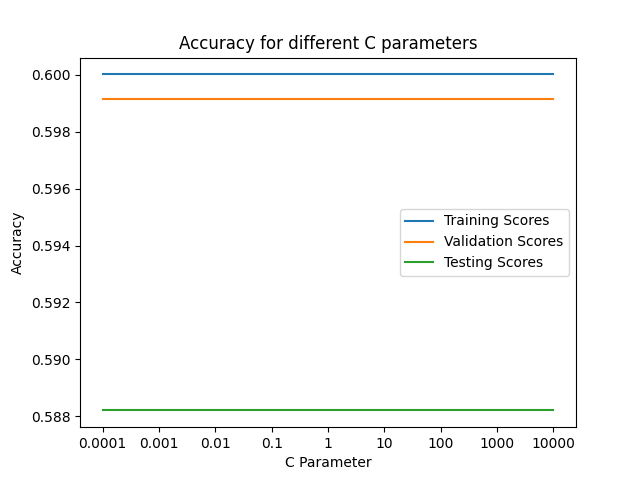 Accuracy for different C parameters
0.600
0.598
0.596
0.594
0.592
0.590
0.588
Accuracy
Training Scores
Validation Scores
Testing Scores
0.0001 0.001 0.01 0.1 1 10 100 1000 10000
C Parameter